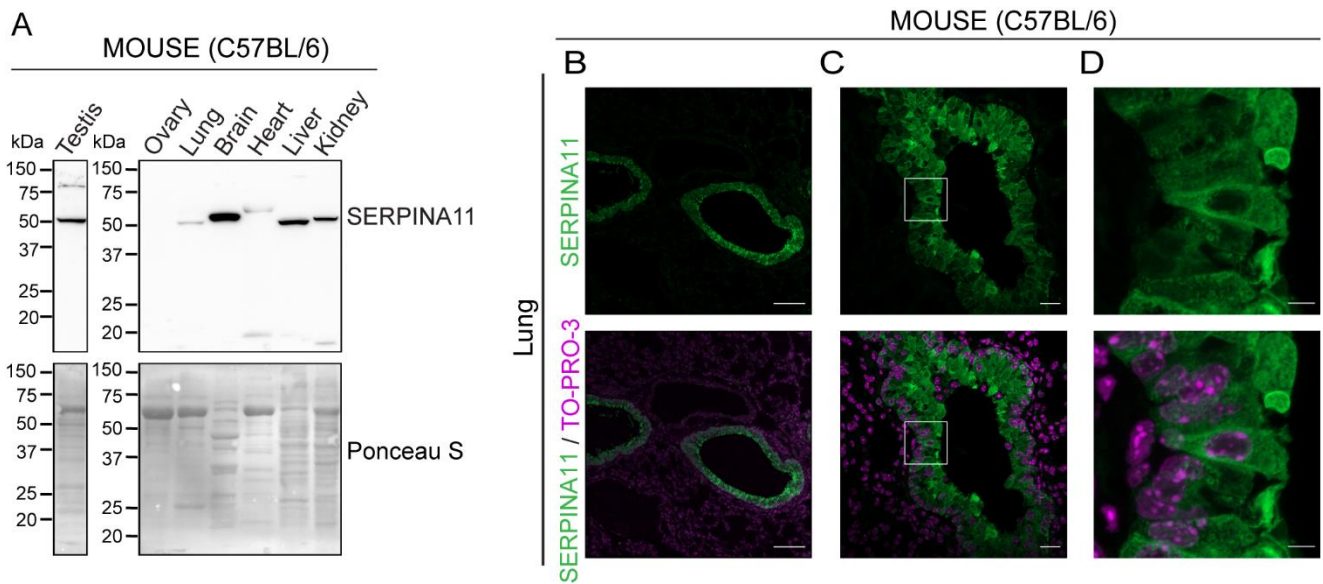 A
MOUSE (C57BL/6)
kDa
Testis
kDa
Ovary
Lung
Brain
Heart
Liver
Kidney
150
75
50
37
25
20
150
75
50
37
25
20
SERPINA11
150
75
50
37
25
20
150
75
50
37
25
20
Ponceau S
MOUSE (C57BL/6)
B
C
D
Lung
SERPINA11
SERPINA11 / TO-PRO-3